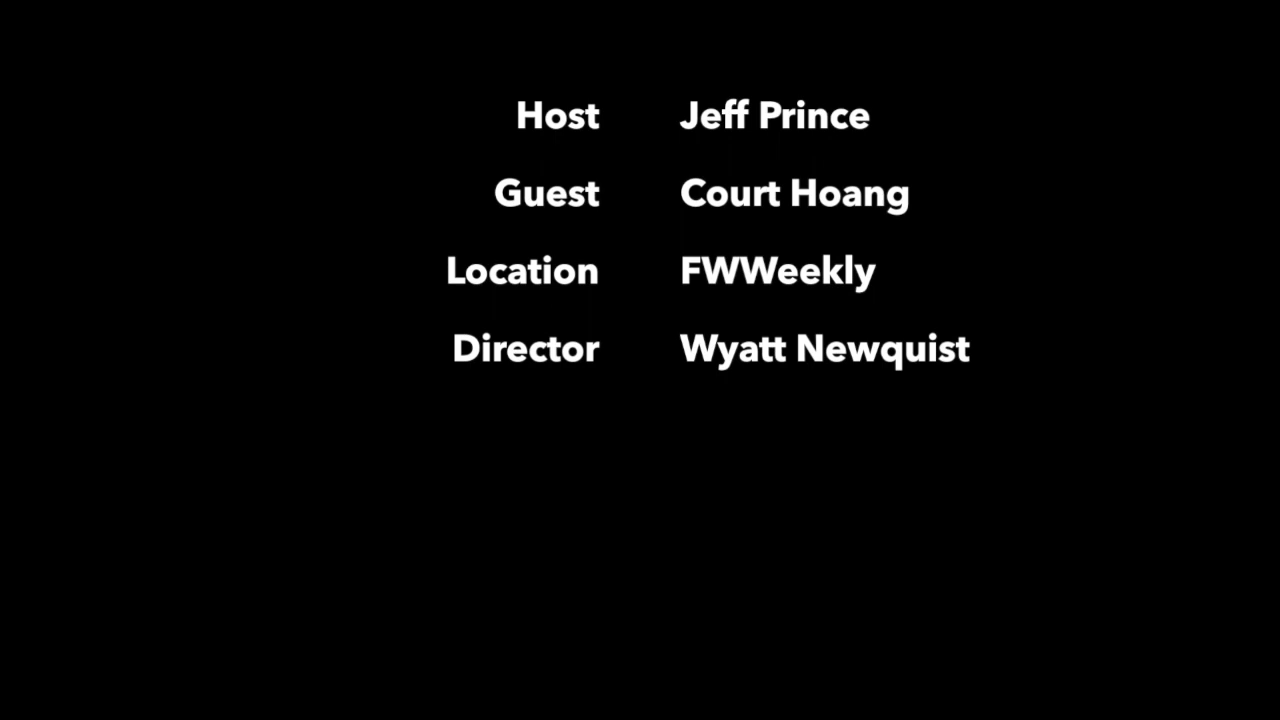 Host Jeff Prince
Guest Court Hoang
Location FWWeekly
Director Wyatt Newquist